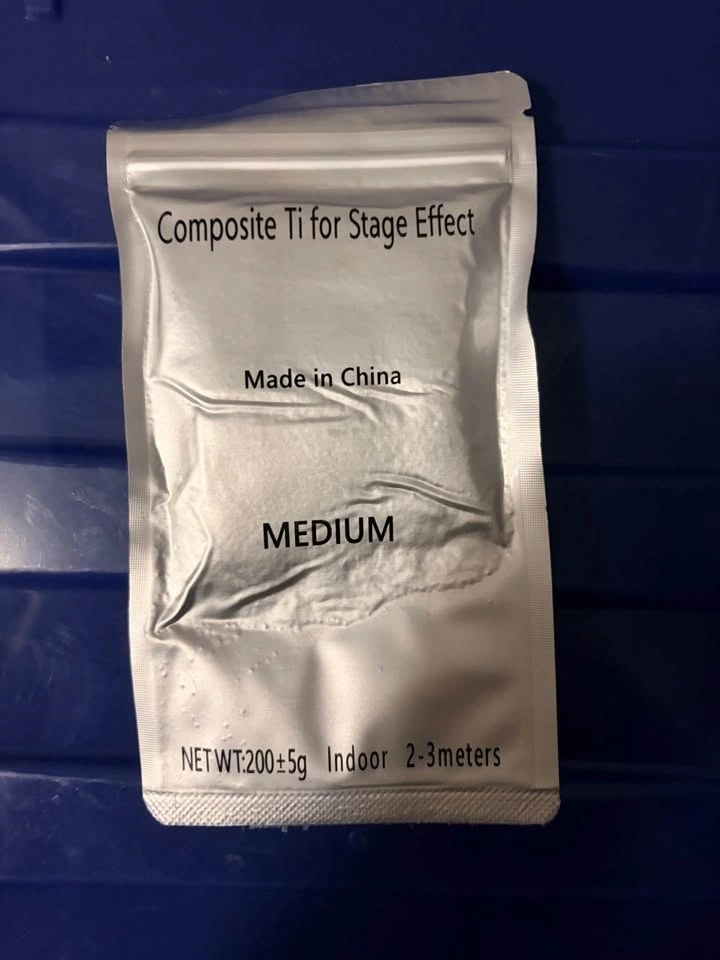 Composite Ti for Stage Effect
Made in China
MEDIUM
NET WT:200±5g Indoor 2-3meters